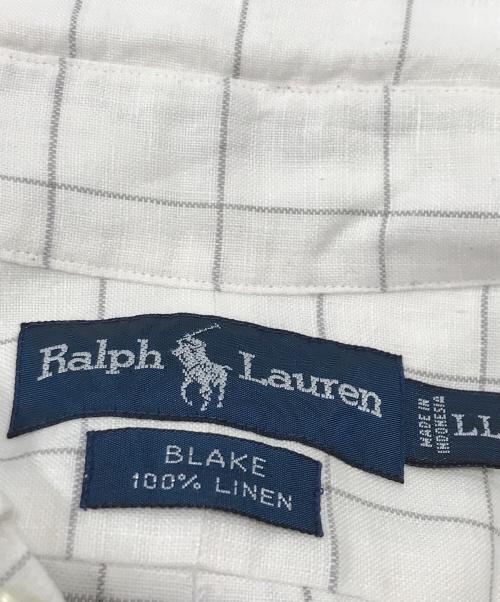 Ralph Lauren
MADE IN
INDONESIA
LL
BLAKE
100% LINEN